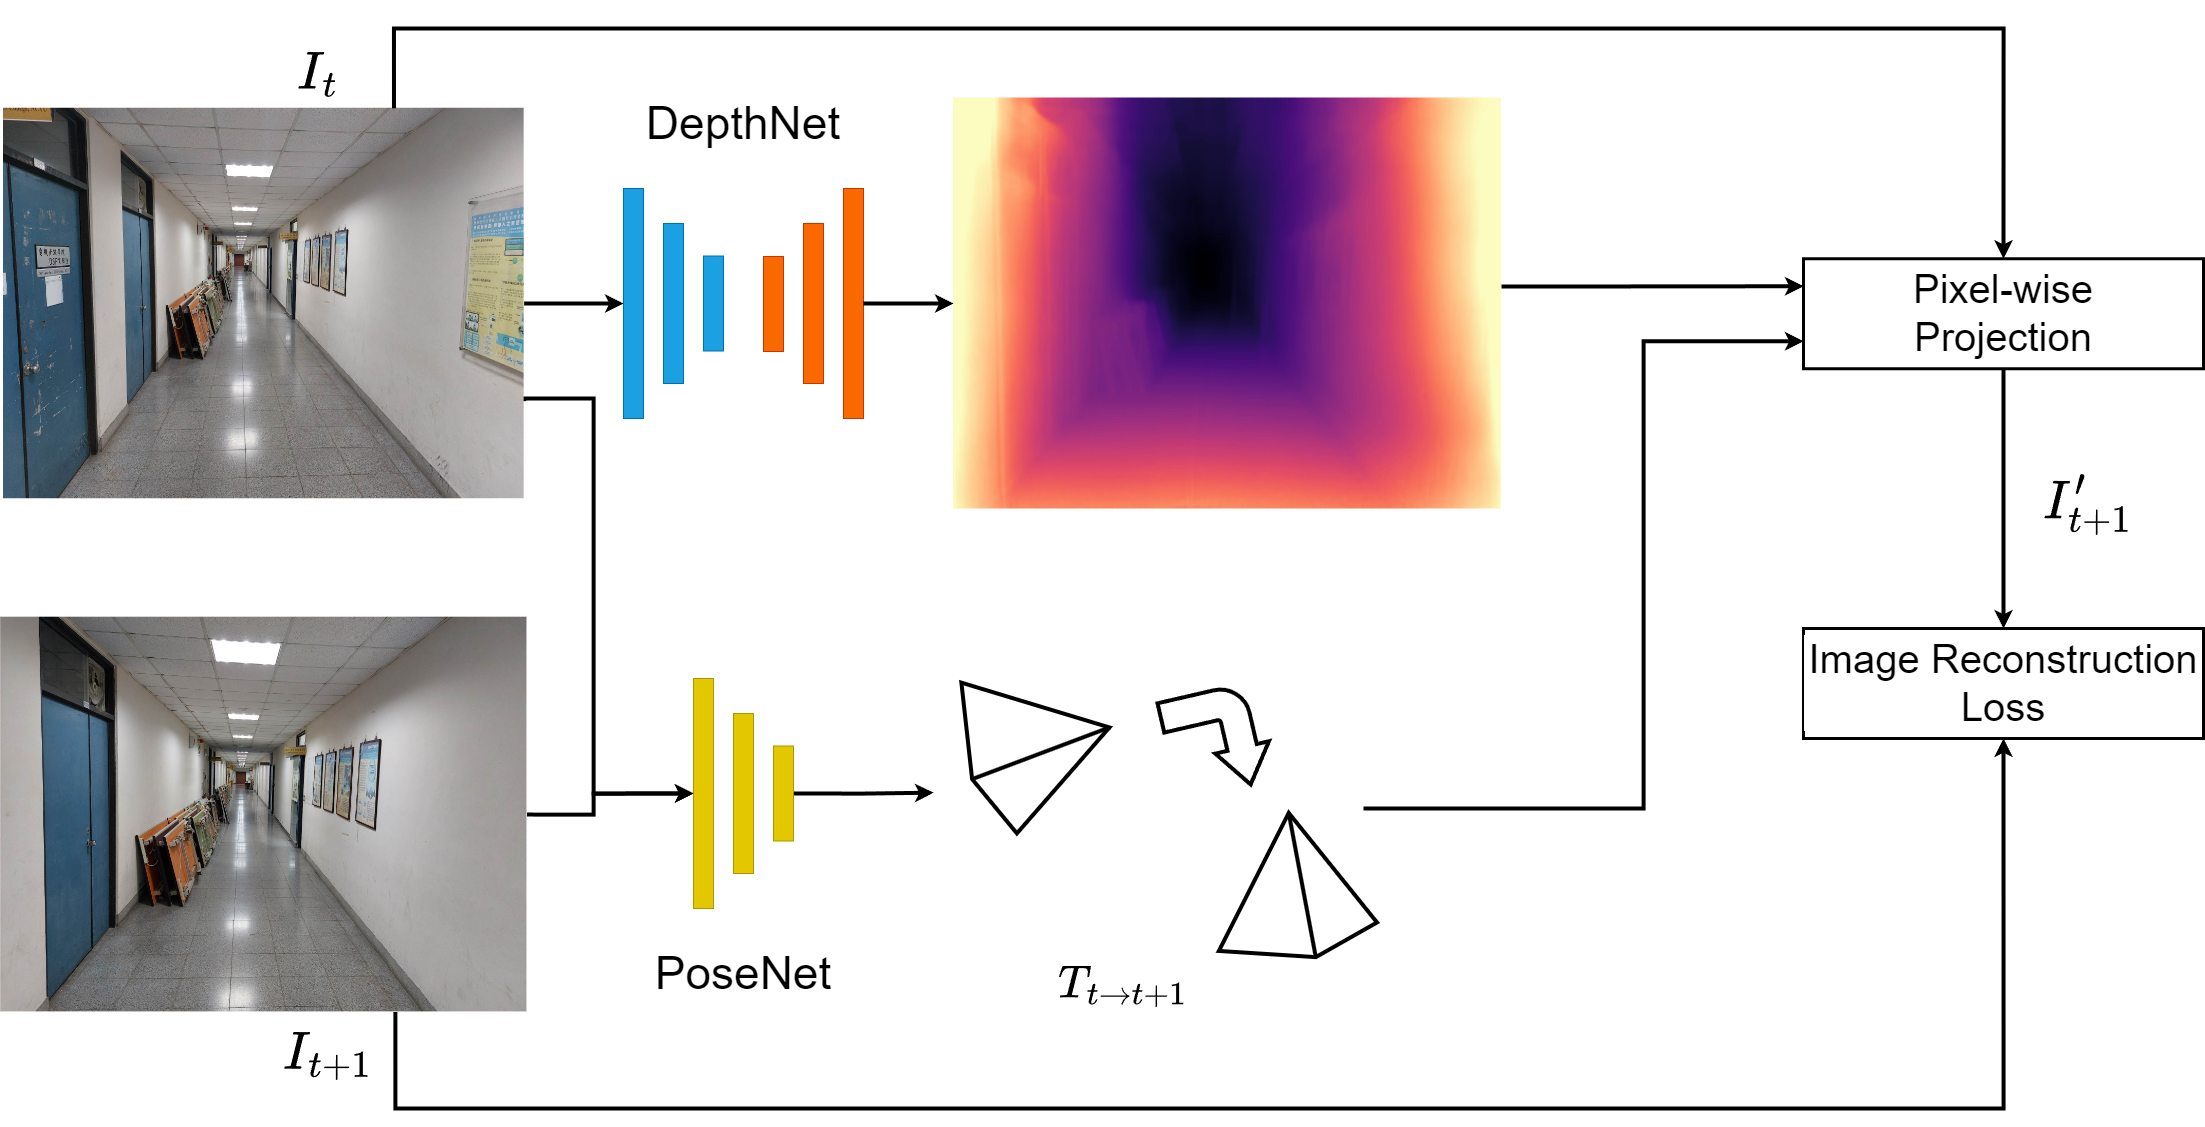 I_t
DepthNet
Pixel-wise
Projection
I'_{t+1}
Image Reconstruction
Loss
PoseNet
T_{t→t+1}
I_{t+1}